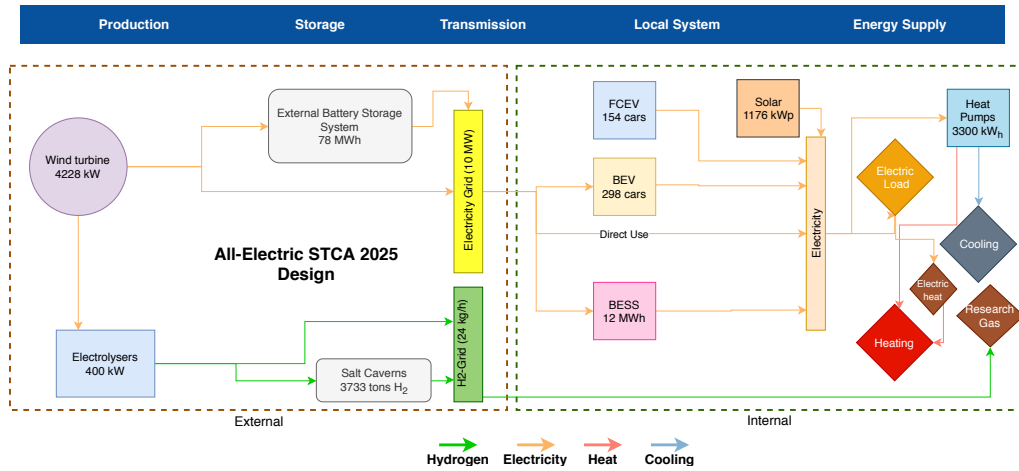 Production
Storage
Transmission
Local System
Energy Supply
External Battery Storage
System
78 MWh
Wind turbine
4228 kW
Electricity Grid (10 MW)
FCEV
154 cars
Solar
1176 kWp
Heat
Pumps
3300 kWh
BEV
298 cars
Electric
Load
Direct Use
Electricity
Cooling
All-Electric STCA 2025
Design
BESS
12 MWh
Electric
heat
Research
Gas
Heating
Electrolysers
400 kW
H2-Grid (24 kg/h)
Salt Caverns
3733 tons H2
External
Internal
Hydrogen
Electricity
Heat
Cooling